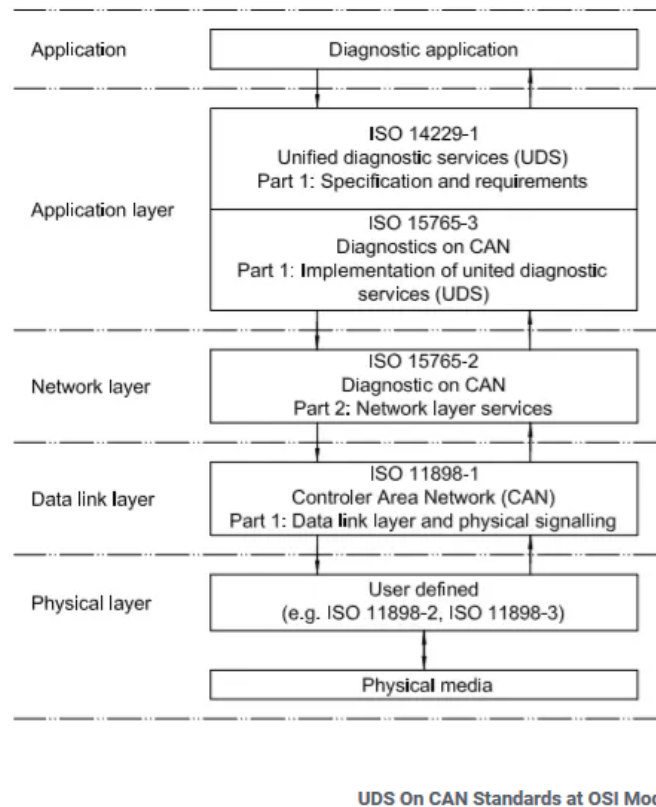 Application
Diagnostic application
Application layer
ISO 14229-1
Unified diagnostic services (UDS)
Part 1: Specification and requirements
ISO 15765-3
Diagnostics on CAN
Part 1: Implementation of united diagnostic
services (UDS)
Network layer
ISO 15765-2
Diagnostic on CAN
Part 2: Network layer services
Data link layer
ISO 11898-1
Controler Area Network (CAN)
Part 1: Data link layer and physical signalling
Physical layer
User defined
(e.g. ISO 11898-2, ISO 11898-3)
Physical media
UDS On CAN Standards at OSI